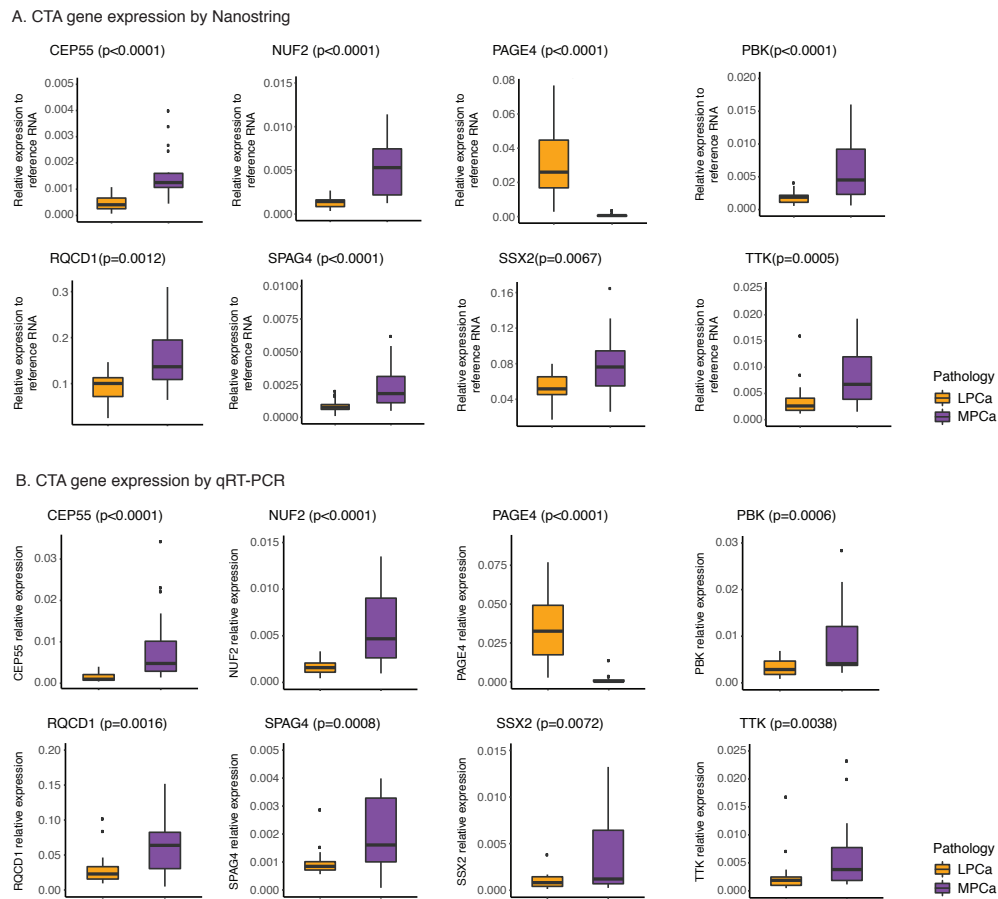 A. CTA gene expression by Nanostring
CEP55 (p<0.0001)
Relative expression to
reference RNA
0.005
0.004
0.003
0.002
0.001
0.000
NUF2 (p<0.0001)
Relative expression to
reference RNA
0.015
0.010
0.005
0.000
PAGE4 (p<0.0001)
Relative expression to
reference RNA
0.08
0.06
0.04
0.02
0.00
PBK(p<0.0001)
Relative expression to
reference RNA
0.020
0.015
0.010
0.005
0.000
RQCD1(p=0.0012)
Relative expression to
reference RNA
0.3
0.2
0.1
SPAG4 (p<0.0001)
Relative expression to
reference RNA
0.0100
0.0075
0.0050
0.0025
0.0000
SSX2(p=0.0067)
Relative expression to
reference RNA
0.16
0.12
0.08
0.04
TTK(p=0.0005)
Relative expression to
reference RNA
0.025
0.020
0.015
0.010
0.005
0.000
Pathology
LPCa
MPCa
B. CTA gene expression by qRT-PCR
CEP55 (p<0.0001)
CEP55 relative expression
0.03
0.02
0.01
0.00
NUF2 (p<0.0001)
NUF2 relative expression
0.015
0.010
0.005
0.000
PAGE4 (p<0.0001)
PAGE4 relative expression
0.075
0.050
0.025
0.000
PBK (p=0.0006)
PBK relative expression
0.03
0.02
0.01
0.00
RQCD1 (p=0.0016)
RQCD1 relative expression
0.20
0.15
0.10
0.05
0.00
SPAG4 (p=0.0008)
SPAG4 relative expression
0.005
0.004
0.003
0.002
0.001
0.000
SSX2 (p=0.0072)
SSX2 relative expression
0.015
0.010
0.005
0.000
TTK (p=0.0038)
TTK relative expression
0.025
0.020
0.015
0.010
0.005
0.000
Pathology
LPCa
MPCa